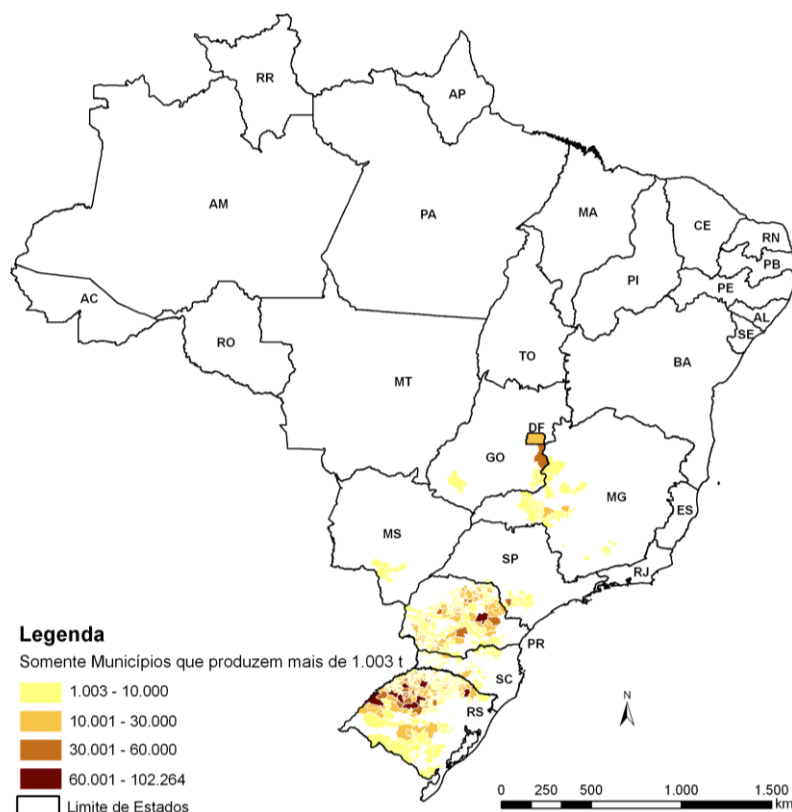 RR
AP
AM
PA
MA
CE
RN
PB
PI
PE
AC
AL
SE
RO
TO
BA
MT
DF
GO
MG
ES
MS
SP
RJ
PR
SC
RS
N
Legenda
Somente Municípios que produzem mais de 1.003 t
1.003 - 10.000
10.001 - 30.000
30.001 - 60.000
60.001 - 102.264
Limite de Estados
0 250 500 1.000 1.500
km